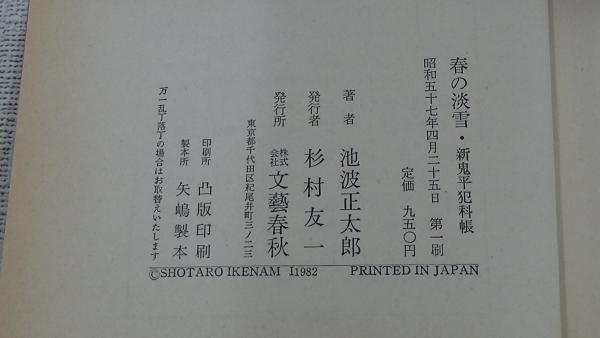 春の淡雪・新鬼平犯科帳
昭和五十七年四月二十五日 第一刷
定価 九五〇円
著者 池波正太郎
発行者 杉村友一
発行所 株式会社 文藝春秋
東京都千代田区紀尾井町三ノ二三
印刷所 凸版印刷
製本所 矢嶋製本
万一乱丁落丁の場合はお取替えいたします
©SHOTARO IKENAM I1982 PRINTED IN JAPAN